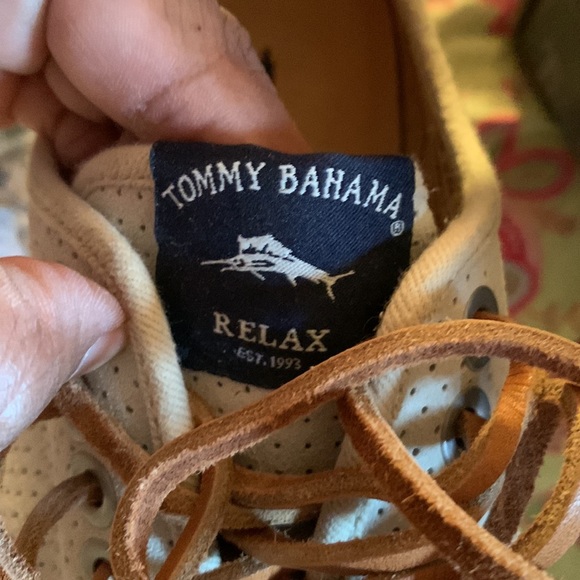 TOMMY BAHAMA
®
RELAX
EST. 1993